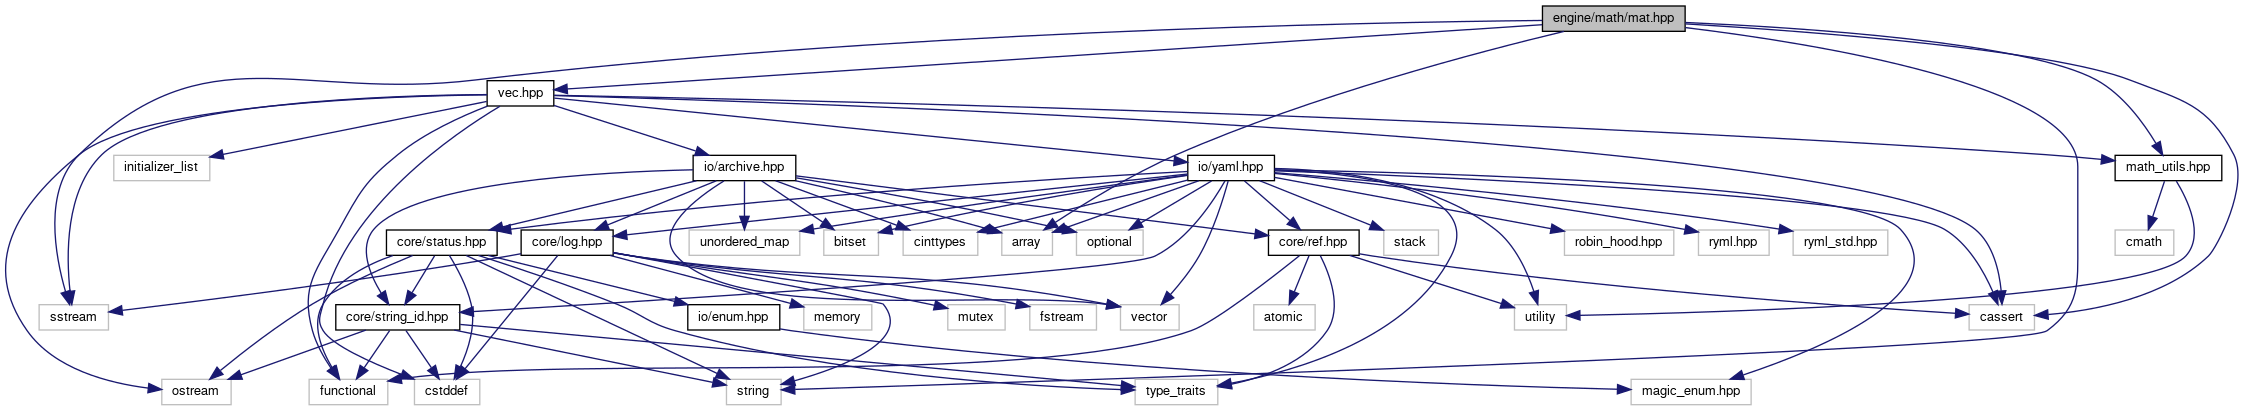 engine/math/mat.hpp
vec.hpp
initializer_list
io/archive.hpp
io/yaml.hpp
math_utils.hpp
core/status.hpp
core/log.hpp
unordered_map
bitset
cinttypes
array
optional
core/ref.hpp
stack
robin_hood.hpp
ryml.hpp
ryml_std.hpp
cmath
sstream
core/string_id.hpp
io/enum.hpp
memory
mutex
fstream
vector
atomic
utility
cassert
ostream
functional
cstddef
string
type_traits
magic_enum.hpp